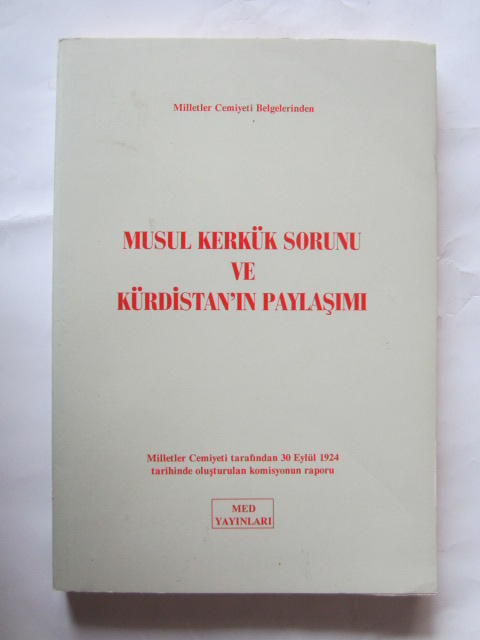 Milletler Cemiyeti Belgelerinden
MUSUL KERKÜK SORUNU
VE
KÜRDİSTAN'IN PAYLAŞIMI
Milletler Cemiyeti tarafından 30 Eylül 1924
tarihinde oluşturulan komisyonun raporu
MED
YAYINLARI